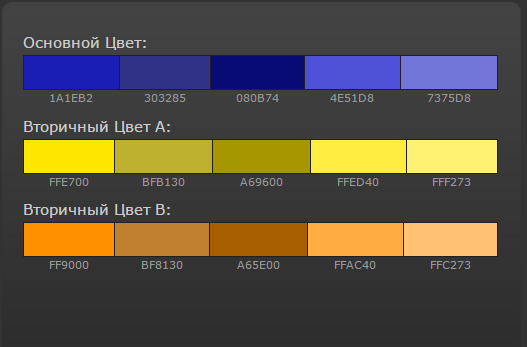 Основной Цвет:
1A1EB2 303285 080B74 4E51D8 7375D8
Вторичный Цвет A:
FFE700 BFB130 A69600 FFED40 FFF273
Вторичный Цвет B:
FF9000 BF8130 A65E00 FFAC40 FFC273